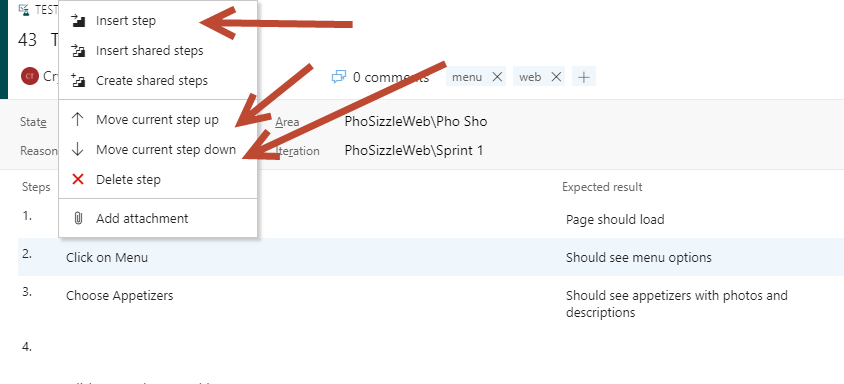 TEST
43 T
Insert step
Insert shared steps
Create shared steps
CT Cr
0 comments
menu
web
Move current step up
Move current step down
Delete step
Add attachment
State
Area PhoSizzleWeb\Pho Sho
Reason
Iteration PhoSizzleWeb\Sprint 1
Steps Expected result
1. Page should load
2. Click on Menu Should see menu options
3. Choose Appetizers Should see appetizers with photos and
descriptions
4.